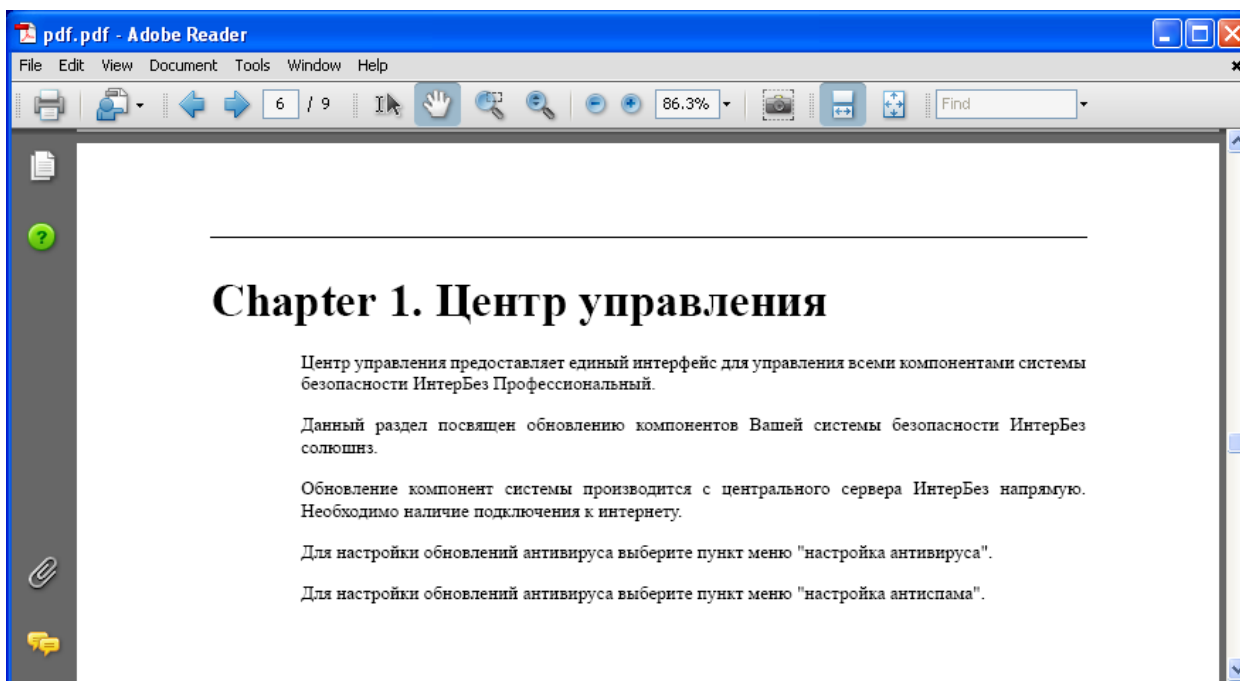 pdf.pdf - Adobe Reader
File Edit View Document Tools Window Help
6 / 9 86.3% Find
Chapter 1. Центр управления
Центр управления предоставляет единый интерфейс для управления всеми компонентами системы
безопасности ИнтерБез Профессиональный.
Данный раздел посвящен обновлению компонентов Вашей системы безопасности ИнтерБез
солюшнз.
Обновление компонент системы производится с центрального сервера ИнтерБез напрямую.
Необходимо наличие подключения к интернету.
Для настройки обновлений антивируса выберите пункт меню "настройка антивируса".
Для настройки обновлений антивируса выберите пункт меню "настройка антиспама".